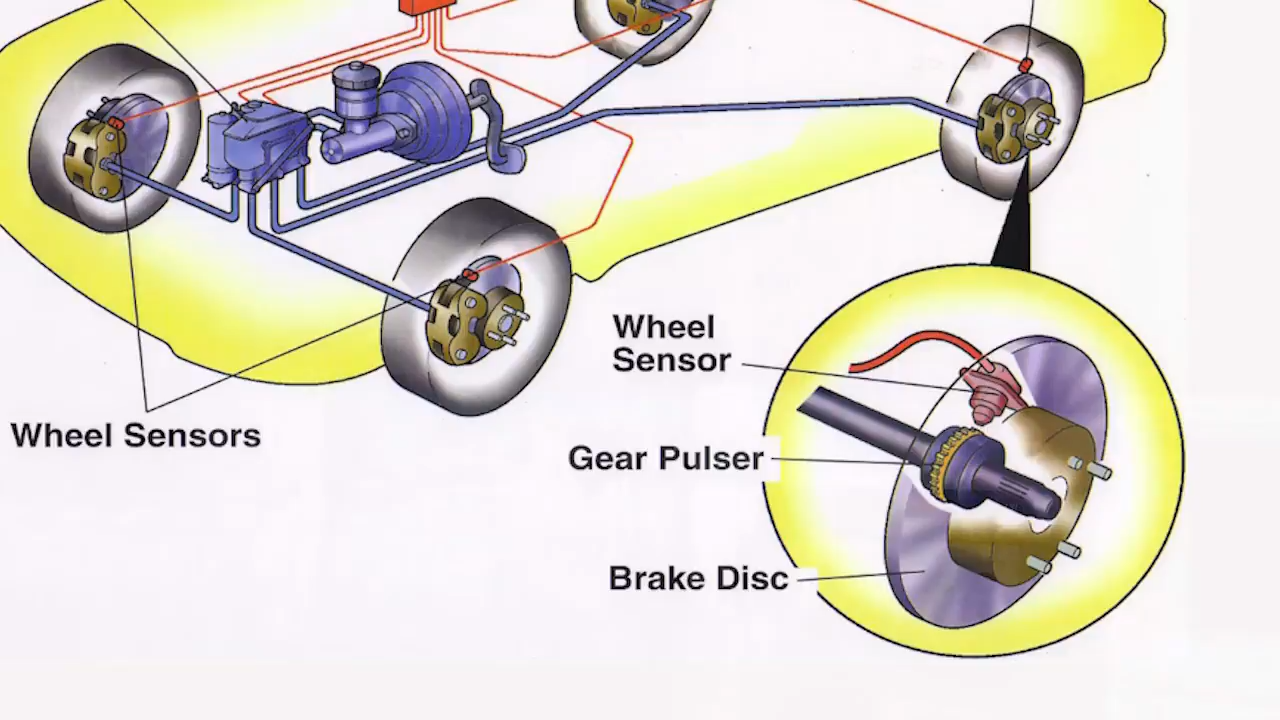 Wheel
Sensor
Wheel Sensors
Gear Pulser
Brake Disc